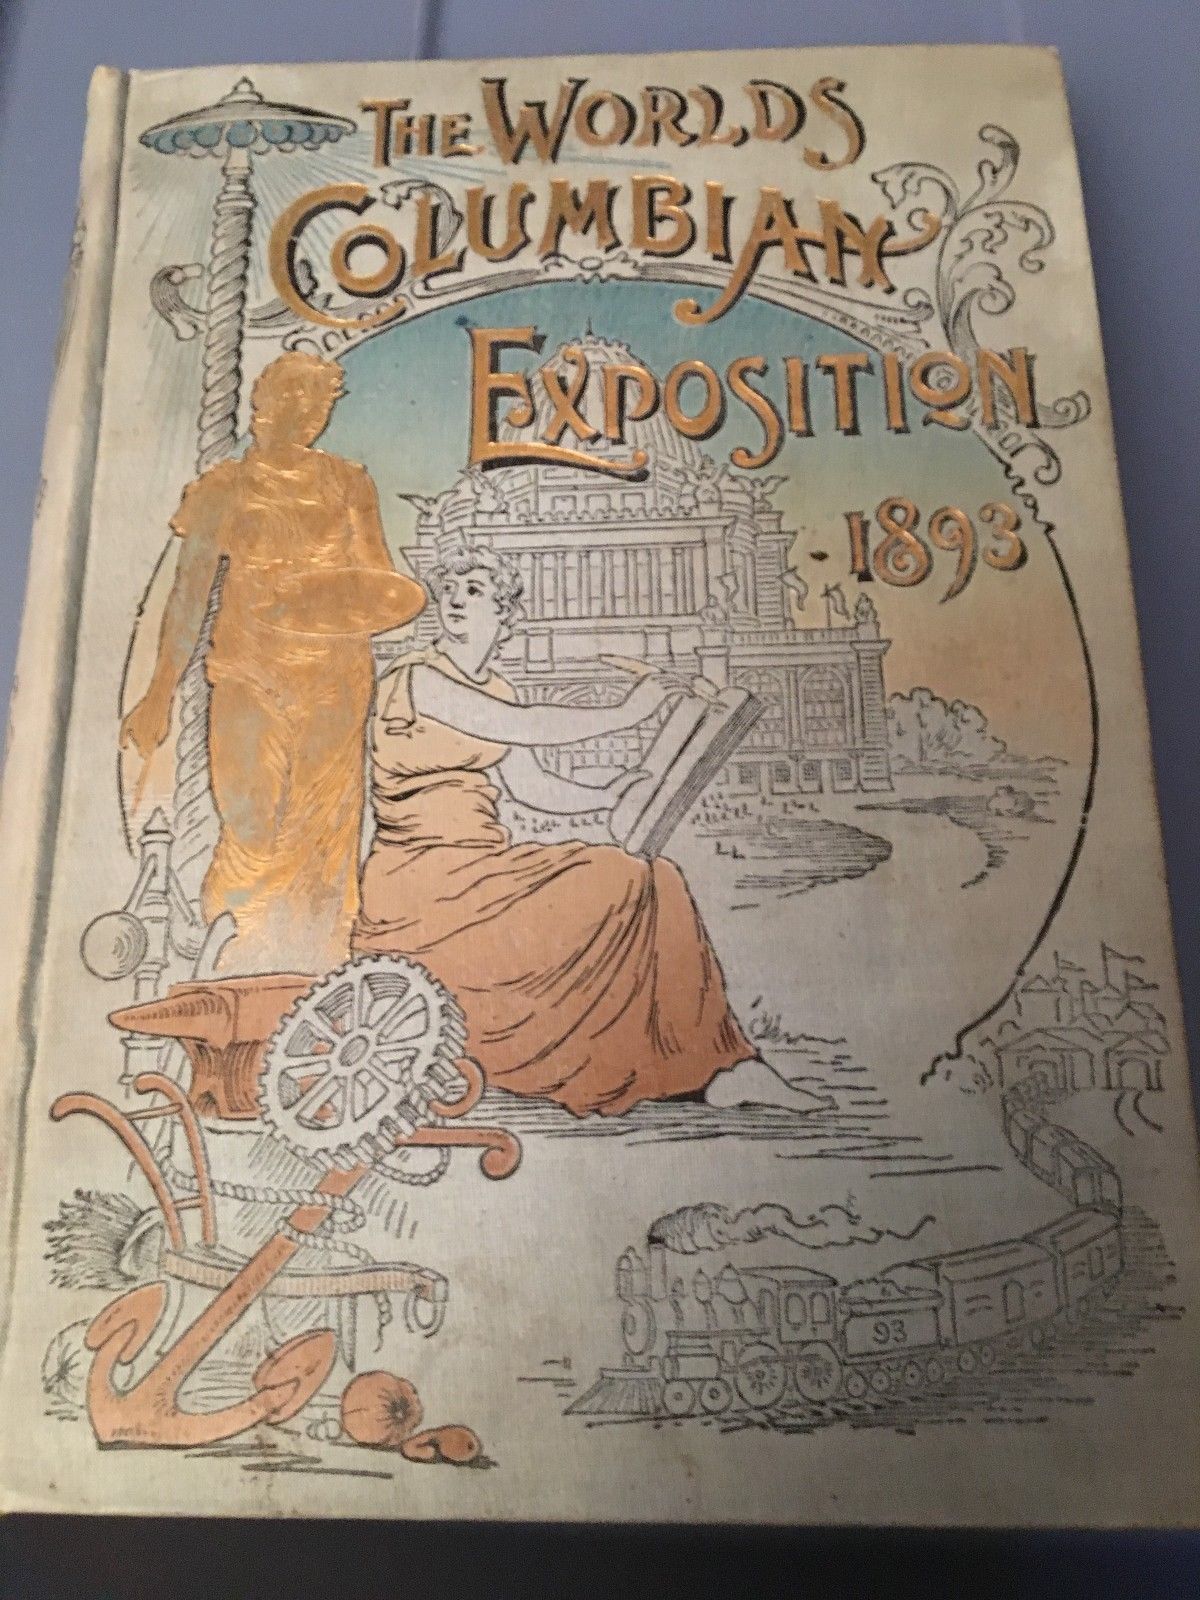 THE WORLDS
COLUMBIAN
EXPOSITION
1893
93